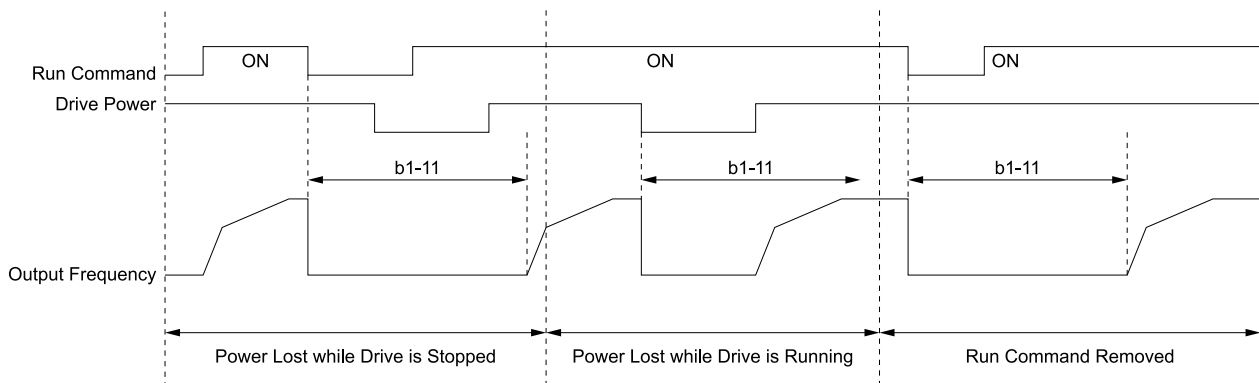 Run Command
ON
ON
ON
Drive Power
b1-11
b1-11
b1-11
Output Frequency
Power Lost while Drive is Stopped
Power Lost while Drive is Running
Run Command Removed